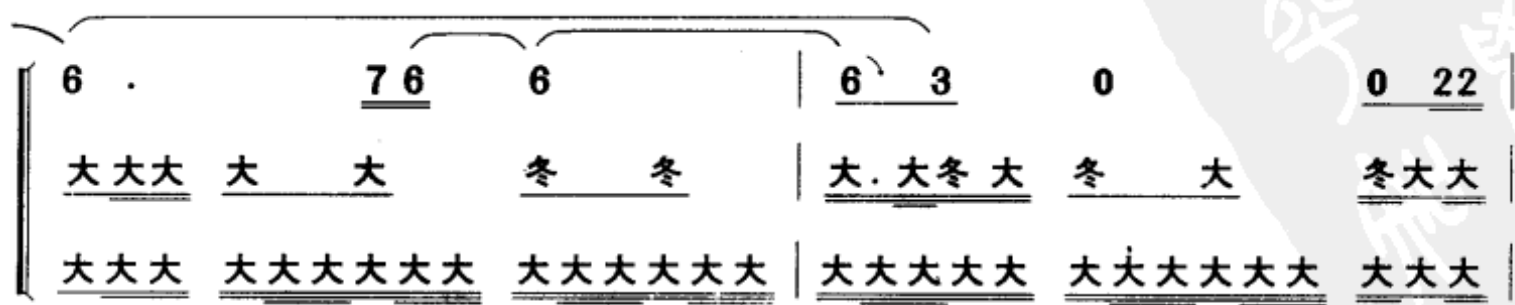 6 . 7 6 6 | 6 3 0 0 2 2 |
大 大大 大 大 冬 冬 | 大. 大冬 大 冬 大 冬大大 |
大大大 大大大大大大 大大大大大大 | 大大大大大 大大大大大大 大大大 |